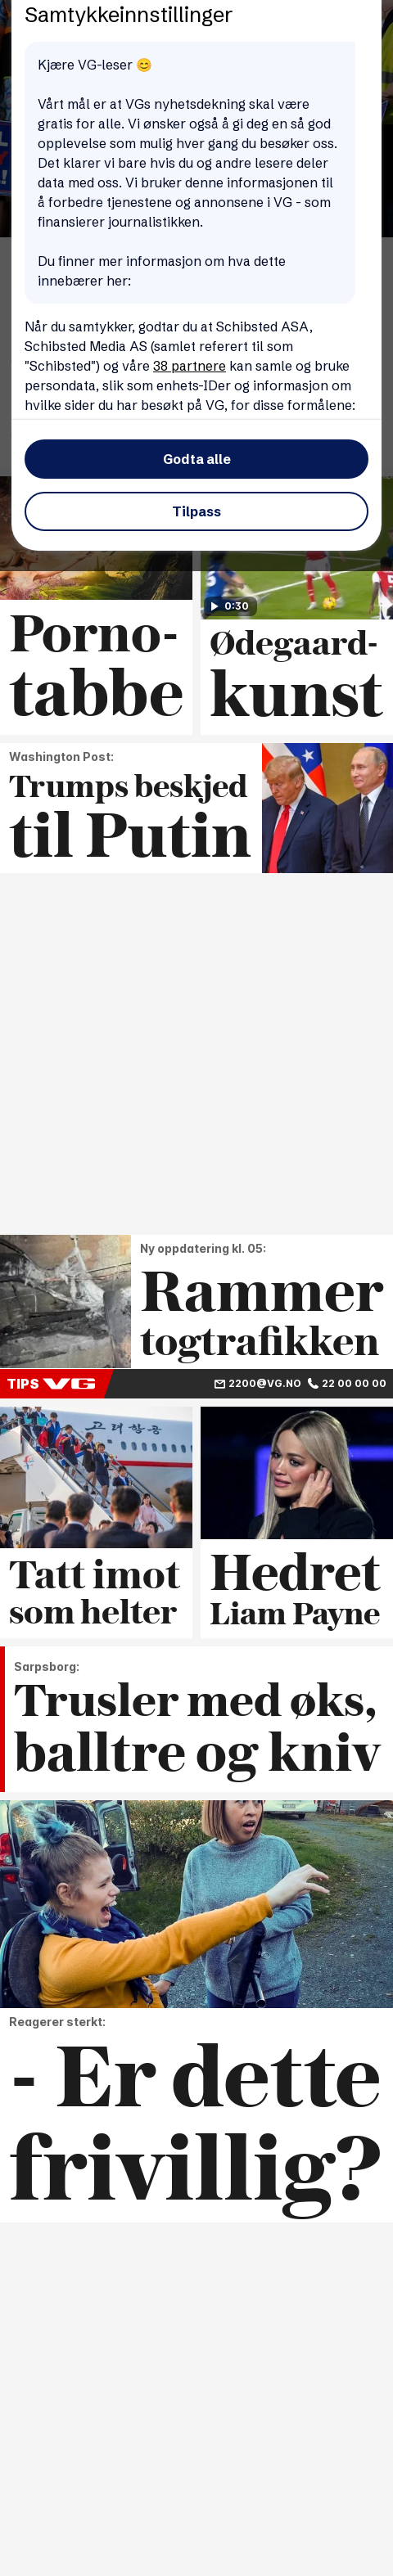 Samtykkeinnstillinger
Kjære VG-leser 😊
Vårt mål er at VGs nyhetsdekning skal være
gratis for alle. Vi ønsker også å gi deg en så god
opplevelse som mulig hver gang du besøker oss.
Det klarer vi bare hvis du og andre lesere deler
data med oss. Vi bruker denne informasjonen til
å forbedre tjenestene og annonsene i VG - som
finansierer journalistikken.
Du finner mer informasjon om hva dette
innebærer her:
Når du samtykker, godtar du at Schibsted ASA,
Schibsted Media AS (samlet referert til som
"Schibsted") og våre 38 partnere kan samle og bruke
persondata, slik som enhets-IDer og informasjon om
hvilke sider du har besøkt på VG, for disse formålene:
Godta alle
Tilpass
Porno-
tabbe
0:30
Ødegaard-
kunst
Washington Post:
Trumps beskjed
til Putin
Ny oppdatering kl. 05:
Rammer
togtrafikken
TIPS VG
2200@VG.NO 22 00 00 00
고려항공
Tatt imot
som helter
Hedret
Liam Payne
Sarpsborg:
Trusler med øks,
balltre og kniv
Reagerer sterkt:
- Er dette
frivillig?